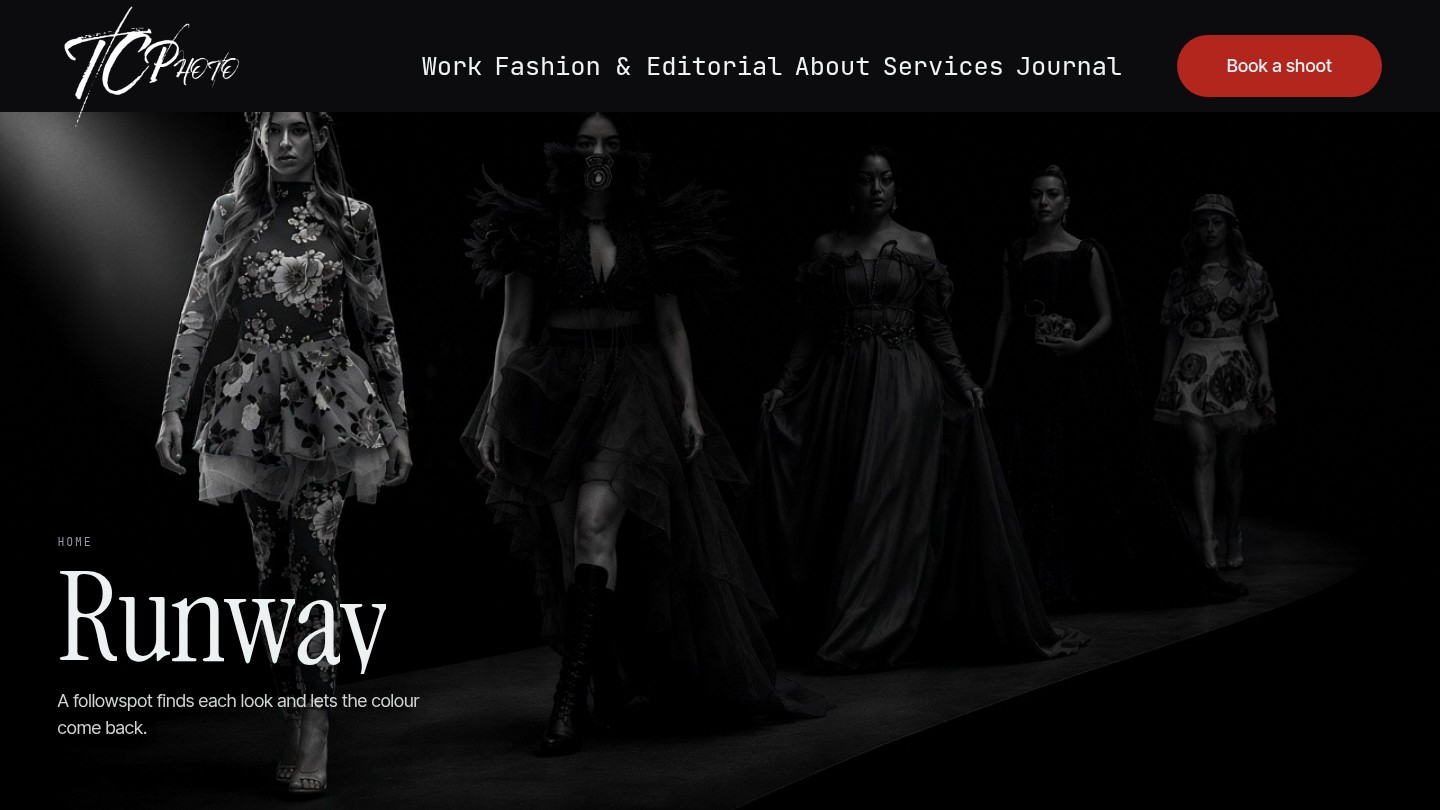 TCPHOTO
Work Fashion & Editorial About Services Journal
Book a shoot
HOME
Runway
A followspot finds each look and lets the colour
come back.